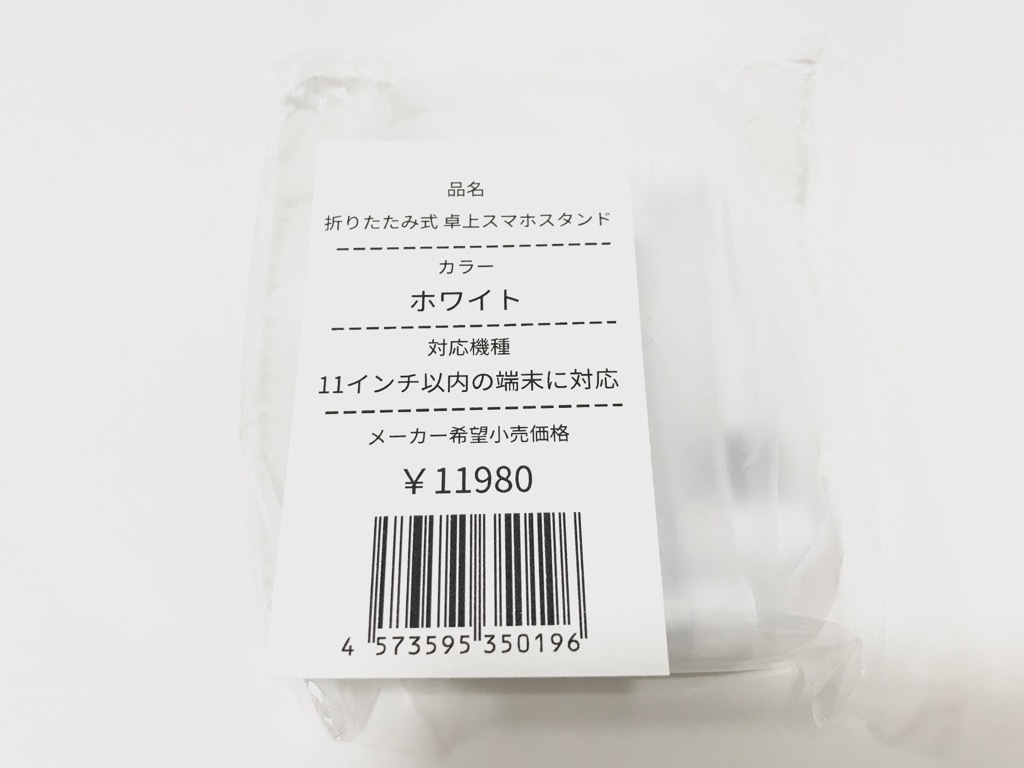 品名
折りたたみ式 卓上スマホスタンド
カラー
ホワイト
対応機種
11インチ以内の端末に対応
メーカー希望小売価格
￥11980
4 573595 350196